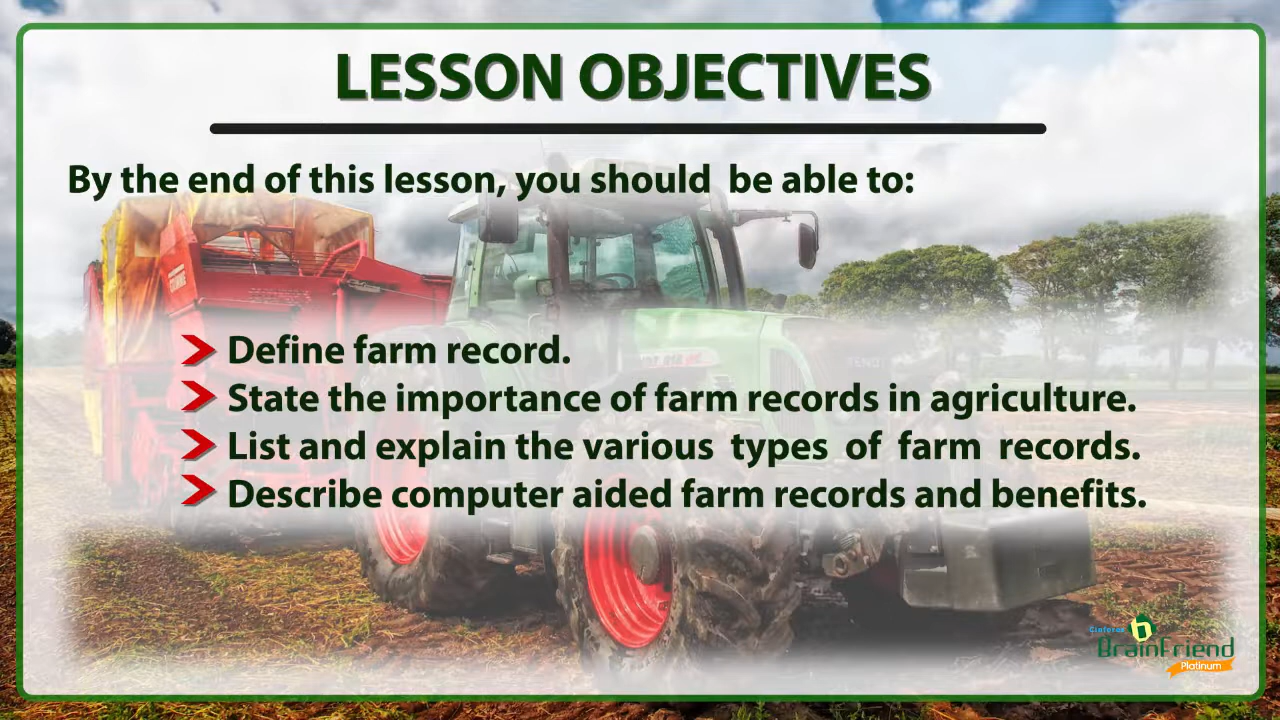 LESSON OBJECTIVES
By the end of this lesson, you should be able to:
Define farm record.
State the importance of farm records in agriculture.
List and explain the various types of farm records.
Describe computer aided farm records and benefits.
BrainFriend
Platinum